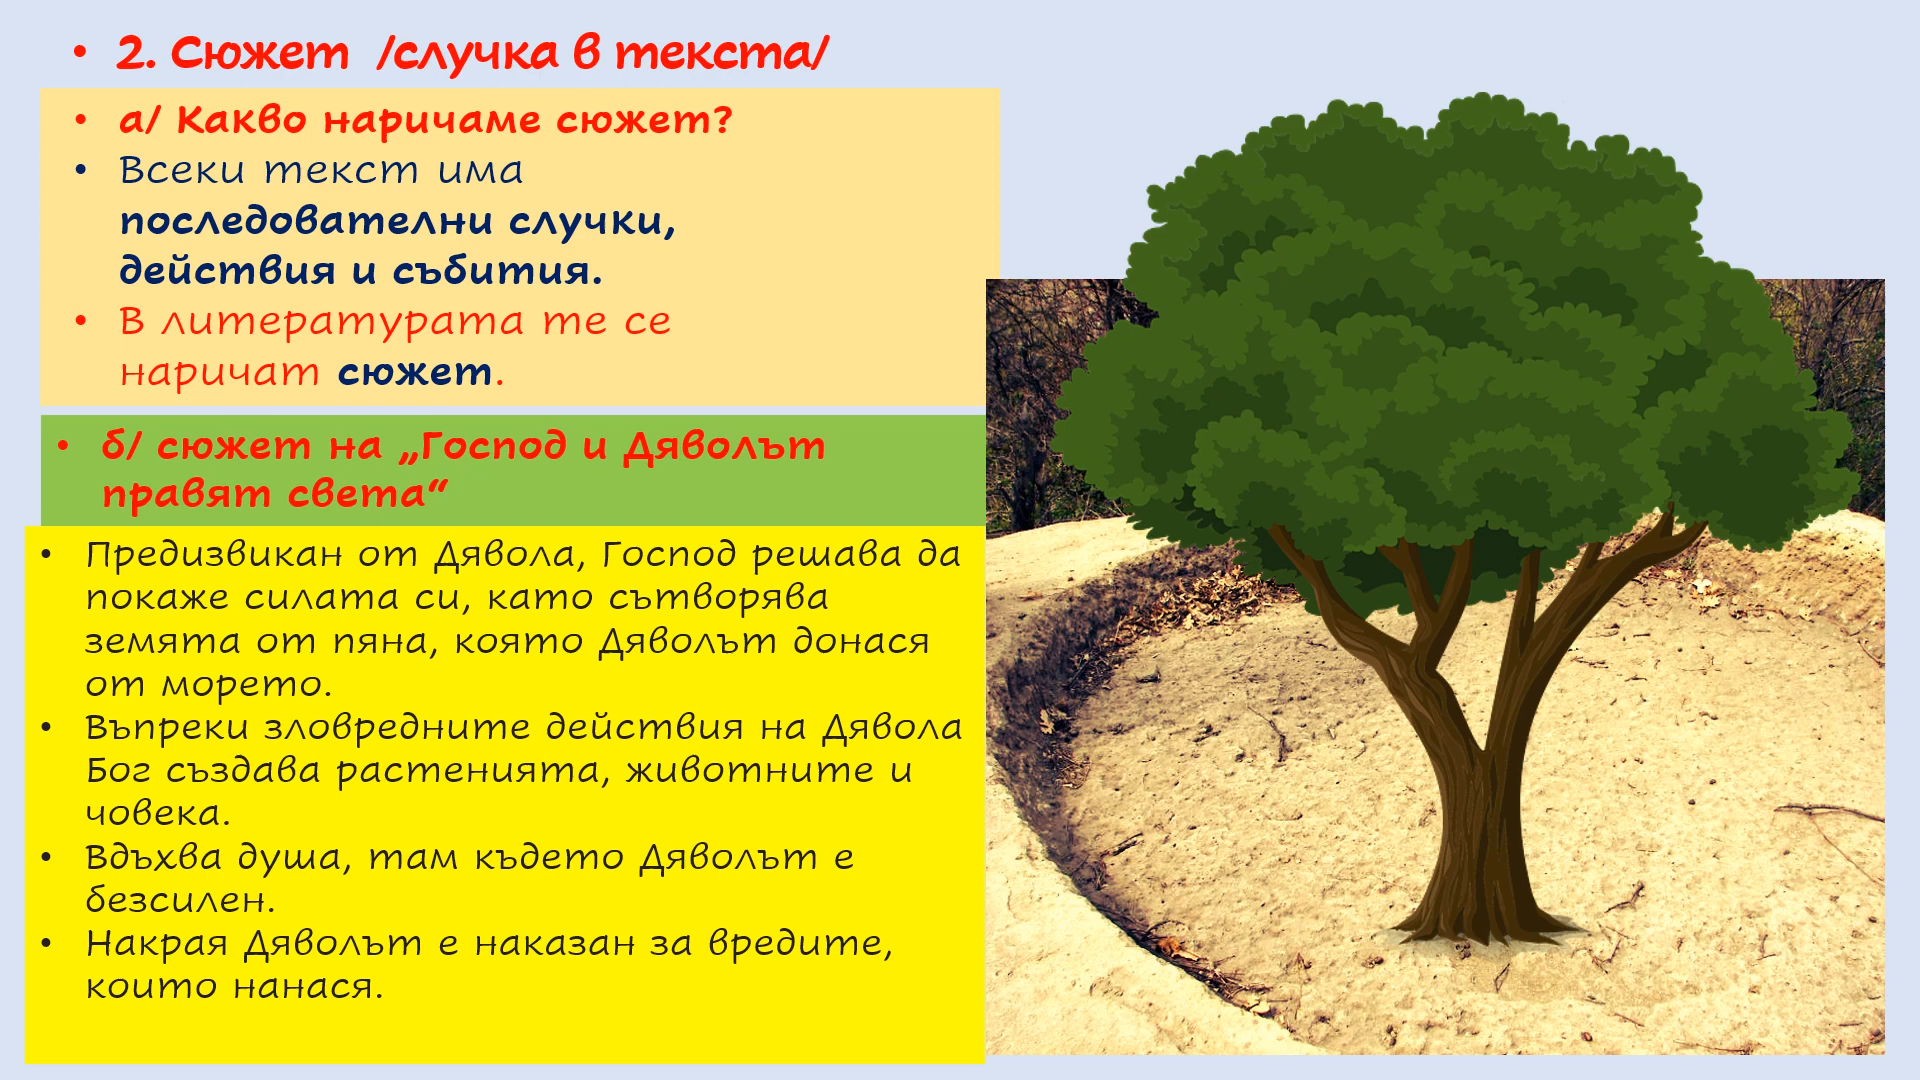 • 2. Сюжет /случка в текста/
• а/ Какво наричаме сюжет?
• Всеки текст има
последователни случки,
действия и събития.
• В литературата те се
наричат сюжет.
• б/ сюжет на „Господ и Дяволът
правят света“
• Предизвикан от Дявола, Господ решава да
покаже силата си, като сътворява
земята от пяна, която Дяволът донася
от морето.
• Въпреки зловредните действия на Дявола
Бог създава растенията, животните и
човека.
• Вдъхва душа, там където Дяволът е
безсилен.
• Накрая Дяволът е наказан за вредите,
които нанася.